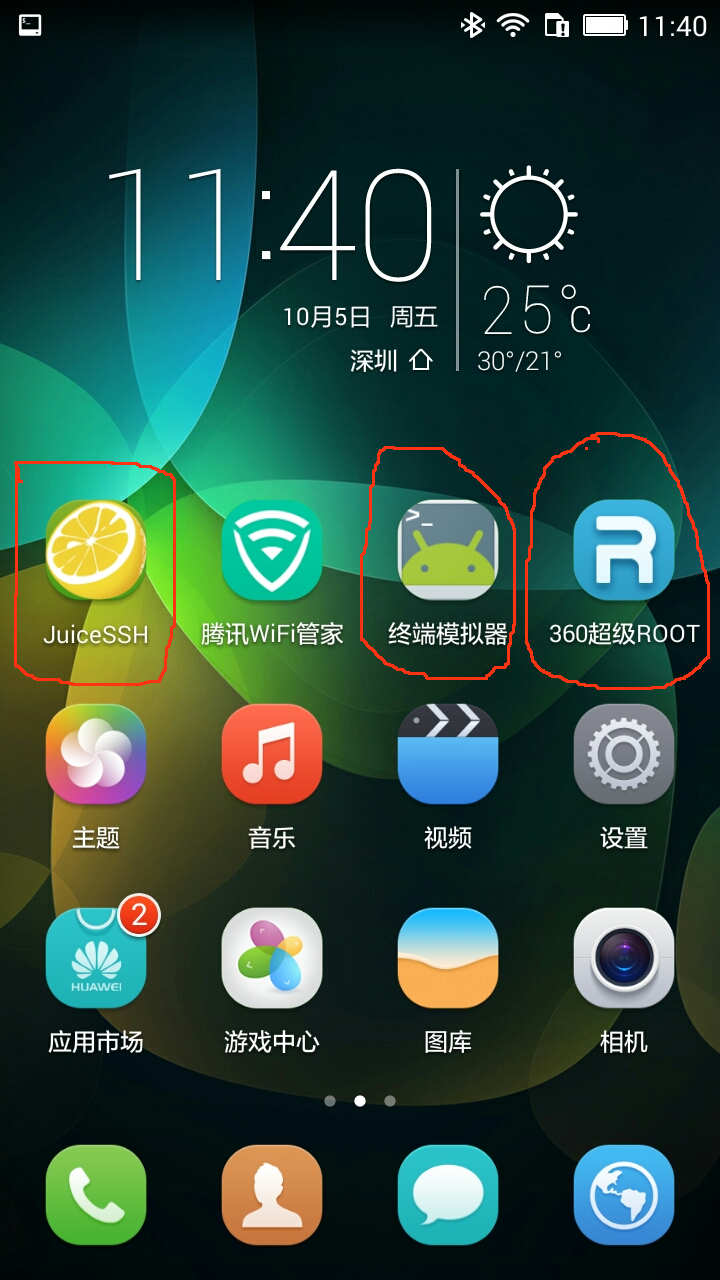 11:40
11:40
10月5日 周五
深圳
25℃
30°/21°
>_
R
JuiceSSH
腾讯WiFi管家
终端模拟器
360超级ROOT
主题
音乐
视频
设置
2
HUAWEI
应用市场
游戏中心
图库
相机